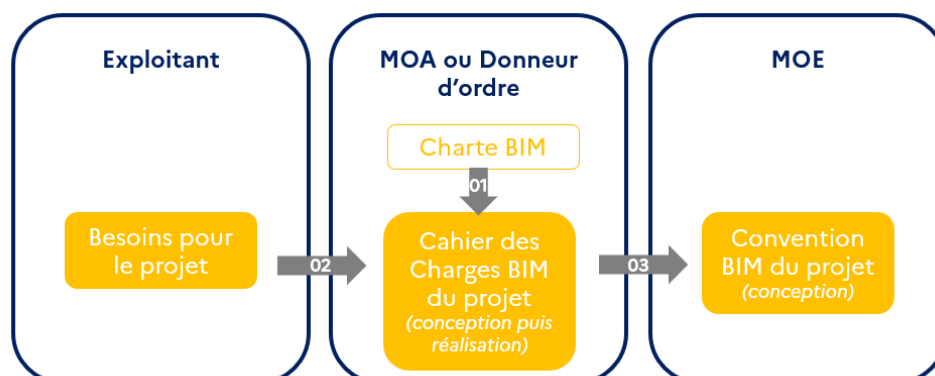 Exploitant
MOA ou Donneur
d'ordre
MOE
Charte BIM
01
Besoins pour
le projet
02
Cahier des
Charges BIM
du projet
(conception puis
réalisation)
03
Convention
BIM du projet
(conception)